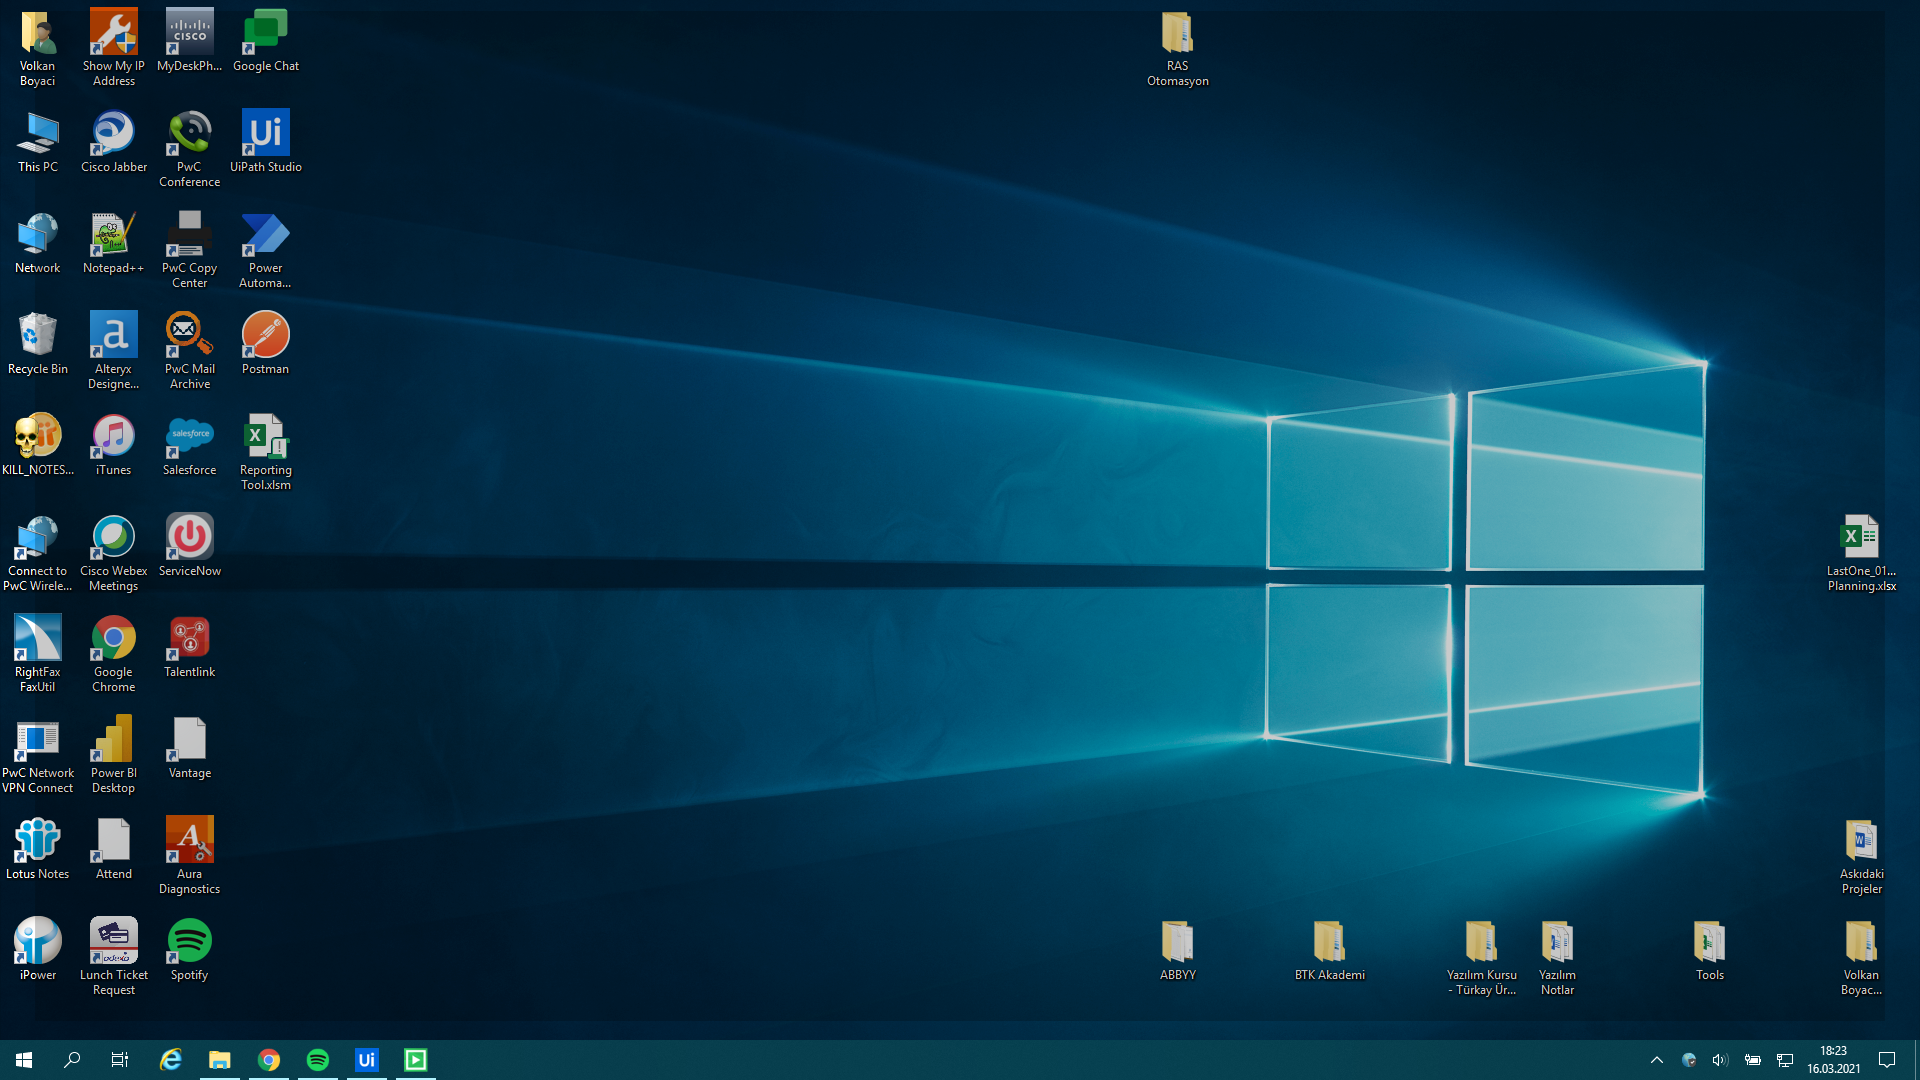 Volkan
Boyaci
Show My IP
Address
CISCO
MyDeskPh...
Google Chat
RAS
Otomasyon
This PC
Cisco Jabber
PwC
Conference
Ui
UiPath Studio
Network
Notepad++
PwC Copy
Center
Power
Automa...
Recycle Bin
a
Alteryx
Designe...
PwC Mail
Archive
Postman
KILL_NOTES...
iTunes
salesforce
Salesforce
X
Reporting
Tool.xlsm
Connect to
PwC Wirele...
Cisco Webex
Meetings
ServiceNow
X
LastOne_01...
Planning.xlsx
RightFax
FaxUtil
Google
Chrome
Talentlink
PwC Network
VPN Connect
Power BI
Desktop
Vantage
Lotus Notes
Attend
A
Aura
Diagnostics
W
Askıdaki
Projeler
iPower
Lunch Ticket
Request
Spotify
ABBYY
BTK Akademi
Yazılım Kursu
- Türkay Ür...
Yazılım
Notlar
Tools
Volkan
Boyac...
Ui
18:23
16.03.2021